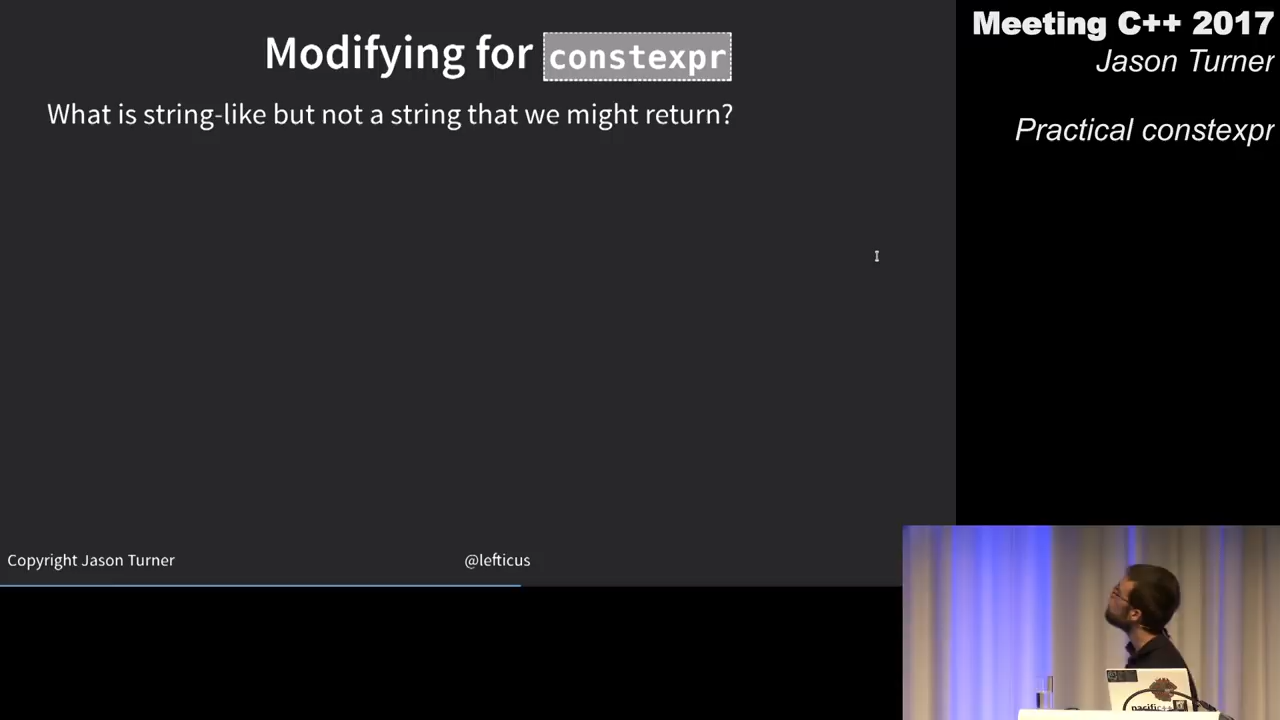 Modifying for constexpr
What is string-like but not a string that we might return?
Copyright Jason Turner
@lefticus
Meeting C++ 2017
Jason Turner
Practical constexpr
pacific++